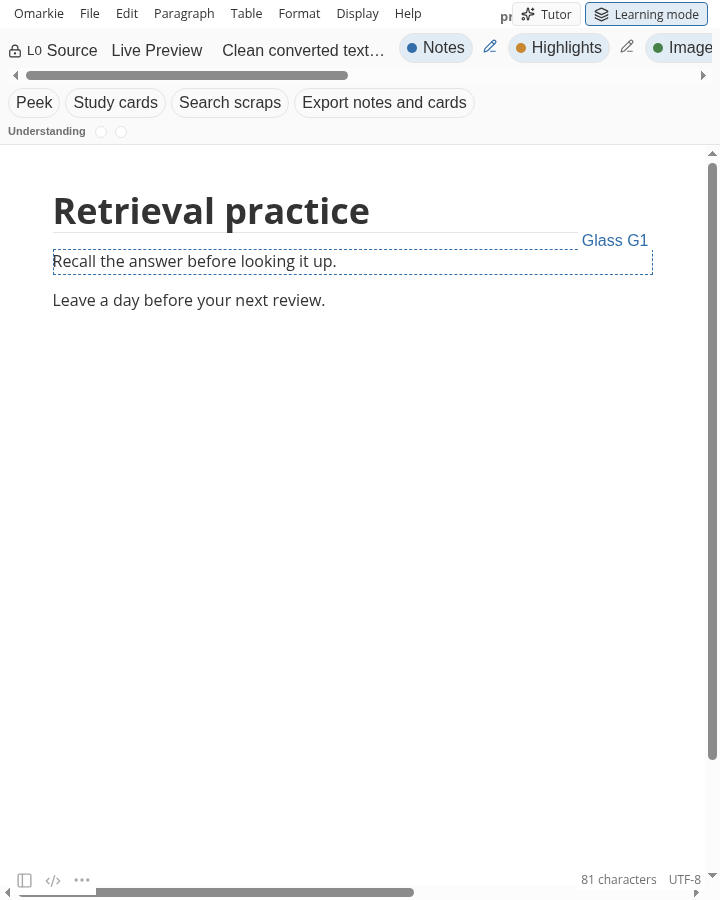 Omarkie File Edit Paragraph Table Format Display Help pr Tutor Learning mode
L0 Source Live Preview Clean converted text… Notes Highlights Image
Peek Study cards Search scraps Export notes and cards
Understanding
Retrieval practice
Glass G1
Recall the answer before looking it up.
Leave a day before your next review.
81 characters UTF-8